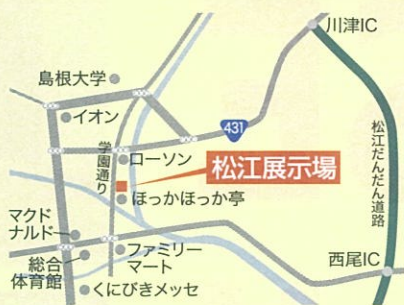 川津IC
島根大学
イオン
431
学園通り
ローソン
松江展示場
松江だんだん道路
ほっかほっか亭
マクド
ナルド
ファミリー
マート
総合
体育館
西尾IC
くにびきメッセ